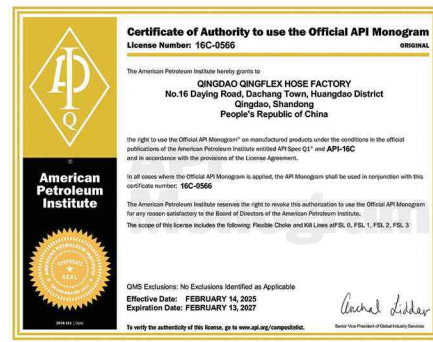 Certificate of Authority to use the Official API Monogram
License Number: 16C-0566
ORIGINAL
The American Petroleum Institute hereby grants to
QINGDAO QINGFLEX HOSE FACTORY
No.16 Daying Road, Dachang Town, Huangdao District
Qingdao, Shandong
People's Republic of China
the right to use the Official API Monogram® on manufactured products under the conditions in the official
publications of the American Petroleum Institute entitled API Spec Q1® and API-16C
and in accordance with the provisions of the License Agreement.
In all cases where the Official API Monogram is applied, the API Monogram shall be used in conjunction with this
certificate number: 16C-0566
The American Petroleum Institute reserves the right to revoke this authorization to use the Official API Monogram
for any reason satisfactory to the Board of Directors of the American Petroleum Institute.
The scope of this license includes the following: Flexible Choke and Kill Lines atFSL 0, FSL 1, FSL 2, FSL 3
QMS Exclusions: No Exclusions Identified as Applicable
Effective Date: FEBRUARY 14, 2025
Expiration Date: FEBRUARY 13, 2027
To verify the authenticity of this license, go to www.api.org/compositelist.
Senior Vice President of Global Industry Services
API
Q
American
Petroleum
Institute
CORPORATE
SEAL